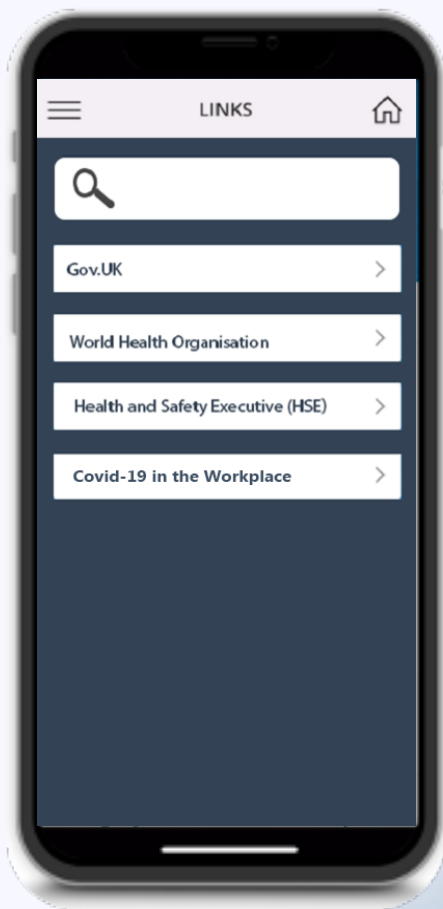 LINKS
Gov.UK
World Health Organisation
Health and Safety Executive (HSE)
Covid-19 in the Workplace